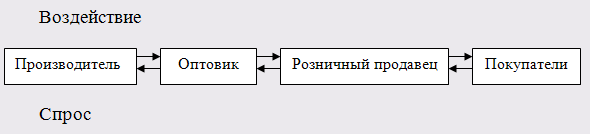 Воздействие
Производитель Оптовик Розничный продавец Покупатели
Спрос